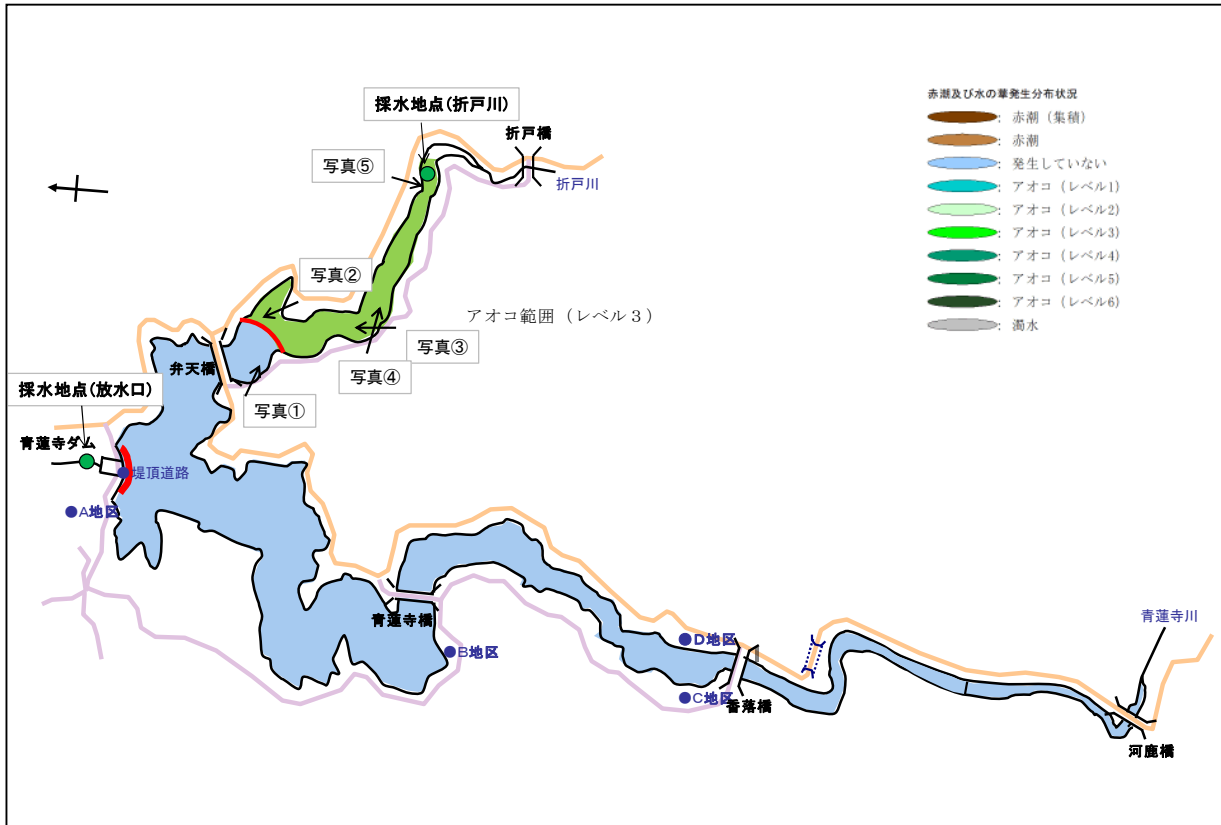 採水地点(折戸川)
折戸橋
写真⑤
折戸川
写真②
アオコ範囲（レベル３）
写真③
弁天橋
写真④
採水地点(放水口)
写真①
青蓮寺ダム
堤頂道路
A地区
青蓮寺橋
B地区
D地区
C地区
香落橋
青蓮寺川
河鹿橋
赤潮及び水の華発生分布状況
：赤潮（集積）
：赤潮
：発生していない
：アオコ（レベル1）
：アオコ（レベル2）
：アオコ（レベル3）
：アオコ（レベル4）
：アオコ（レベル5）
：アオコ（レベル6）
：濁水